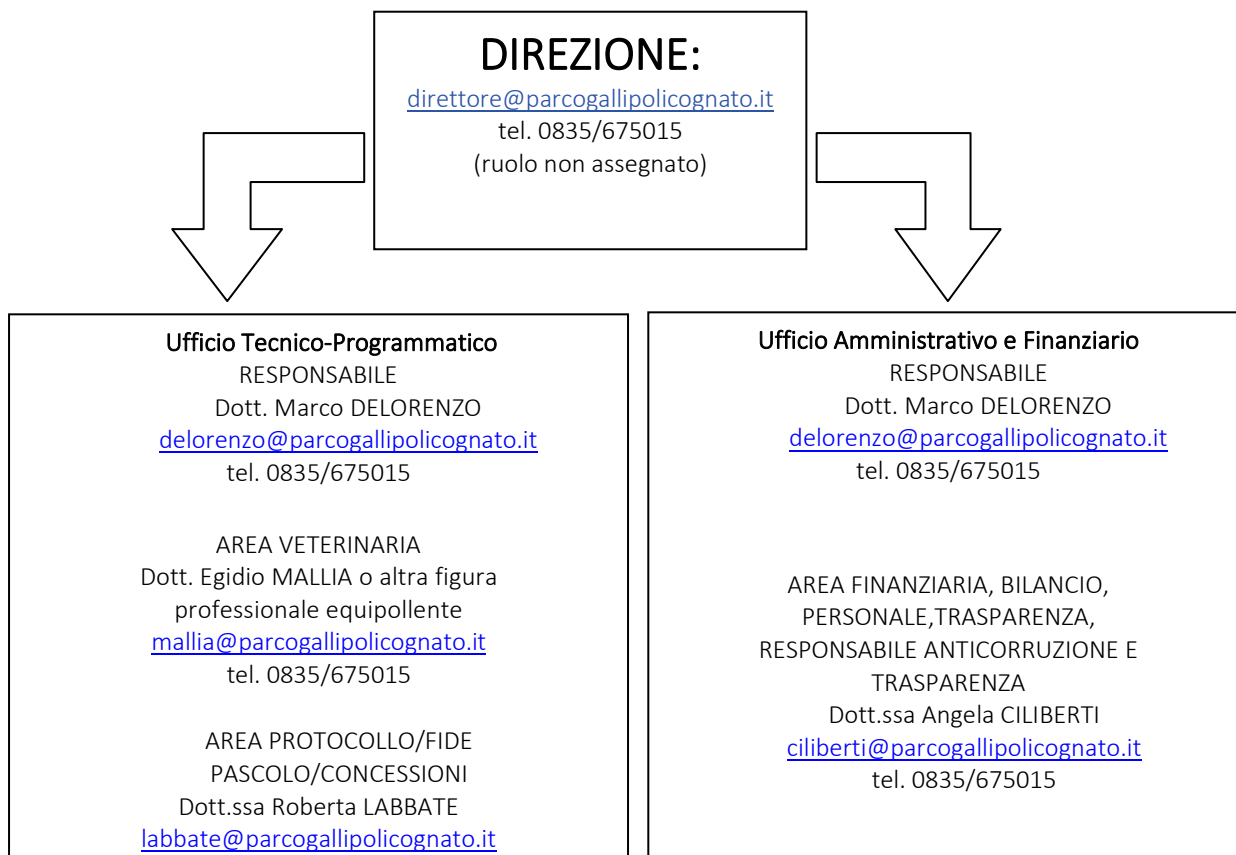 DIREZIONE:
direttore@parcogallipolicognato.it
tel. 0835/675015
(ruolo non assegnato)
Ufficio Tecnico-Programmatico
RESPONSABILE
Dott. Marco DELORENZO
delorenzo@parcogallipolicognato.it
tel. 0835/675015
AREA VETERINARIA
Dott. Egidio MALLIA o altra figura
professionale equipollente
mallia@parcogallipolicognato.it
tel. 0835/675015
AREA PROTOCOLLO/FIDE
PASCOLO/CONCESSIONI
Dott.ssa Roberta LABBATE
labbate@parcogallipolicognato.it
Ufficio Amministrativo e Finanziario
RESPONSABILE
Dott. Marco DELORENZO
delorenzo@parcogallipolicognato.it
tel. 0835/675015
AREA FINANZIARIA, BILANCIO,
PERSONALE,TRASPARENZA,
RESPONSABILE ANTICORRUZIONE E
TRASPARENZA
Dott.ssa Angela CILIBERTI
ciliberti@parcogallipolicognato.it
tel. 0835/675015